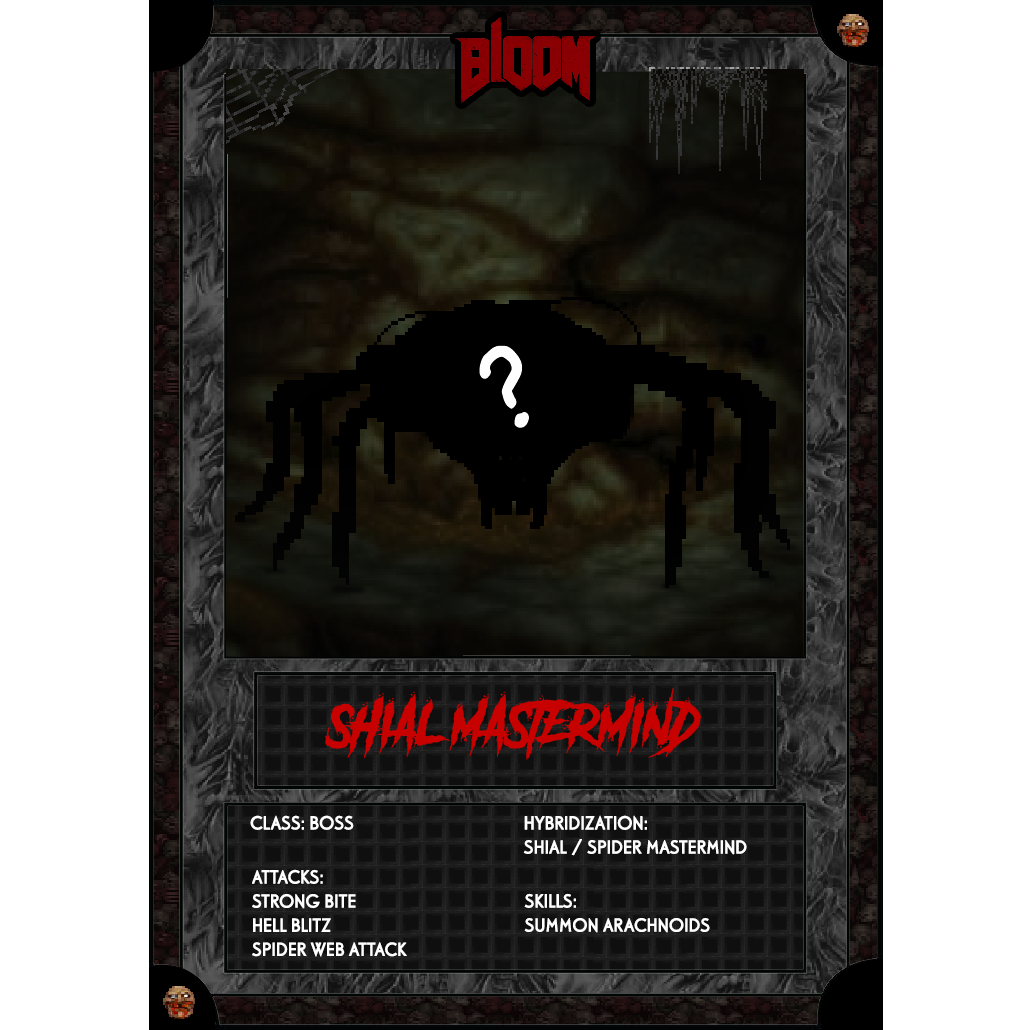 BLOOM
?
SHIAL MASTERMIND
CLASS: BOSS
HYBRIDIZATION:
SHIAL / SPIDER MASTERMIND
ATTACKS:
STRONG BITE
HELL BLITZ
SPIDER WEB ATTACK
SKILLS:
SUMMON ARACHNOIDS